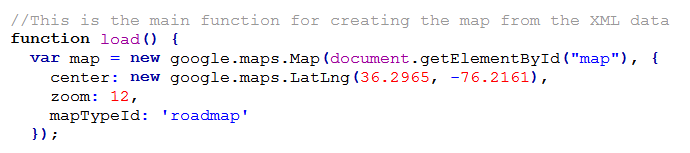 //This is the main function for creating the map from the XML data
function load() {
  var map = new google.maps.Map(document.getElementById("map"), {
    center: new google.maps.LatLng(36.2965, -76.2161),
    zoom: 12,
    mapTypeId: 'roadmap'
  });